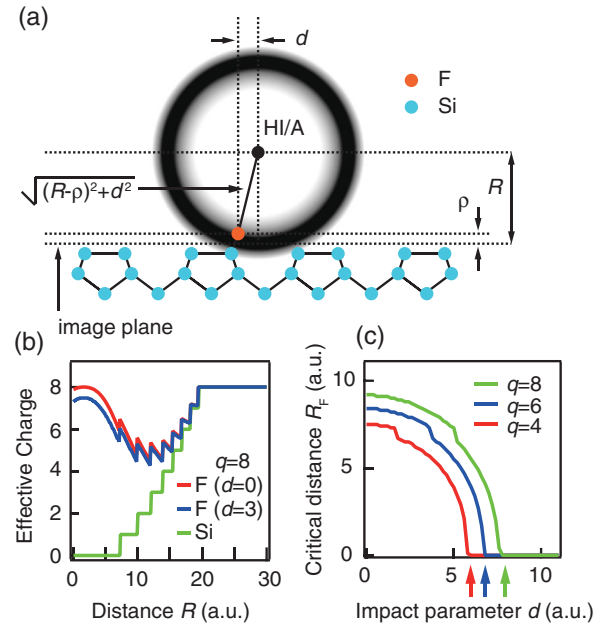 (a)
d
F
Si
HI/A
√(R-ρ)²+d²
R
ρ
image plane
(b)
Effective Charge
10
8
6
4
2
0
q=8
F (d=0)
F (d=3)
Si
0
10
20
30
Distance R (a.u.)
(c)
Critical distance R_F (a.u.)
10
5
0
q=8
q=6
q=4
0
5
10
Impact parameter d (a.u.)